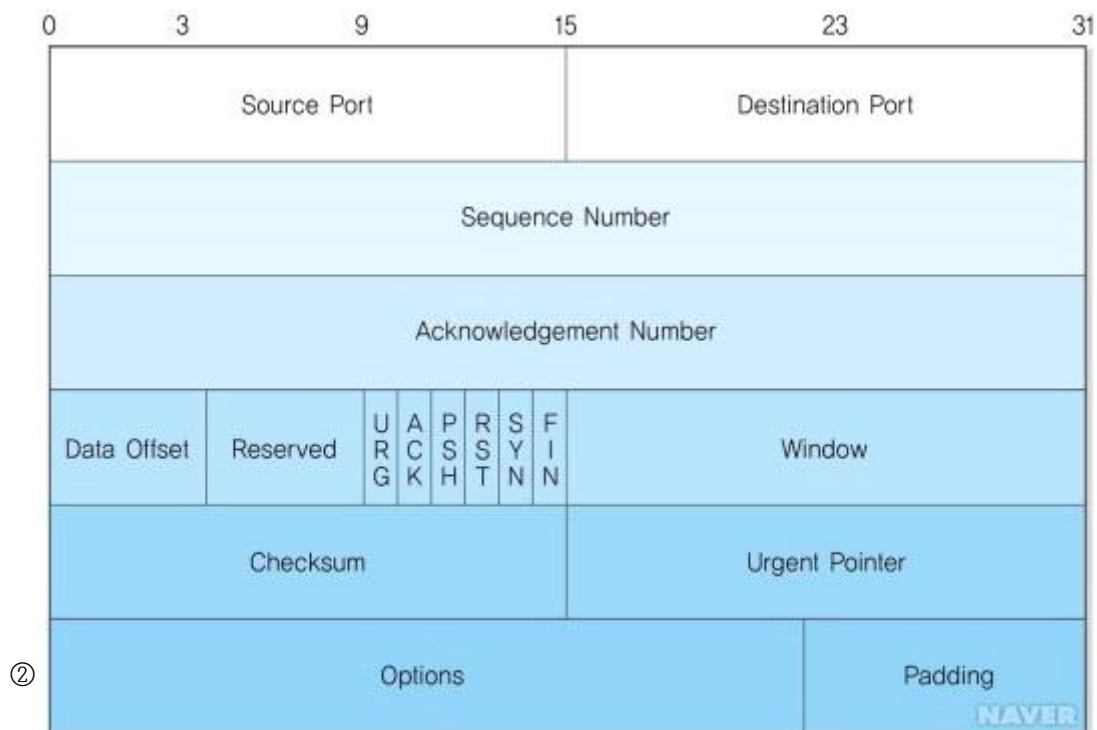 0 3 9 15 23 31
Source Port Destination Port
Sequence Number
Acknowledgement Number
Data Offset Reserved URG ACK PSH RST SYN FIN Window
Checksum Urgent Pointer
② Options Padding
NAVER